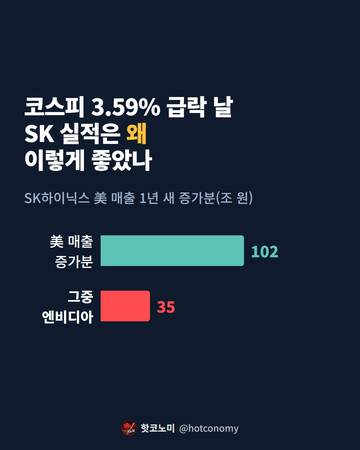 코스피 3.59% 급락 날
SK 실적은 왜
이렇게 좋았나
SK하이닉스 美 매출 1년 새 증가분(조 원)
美 매출
증가분
102
그중
엔비디아
35
핫코노미 @hotconomy